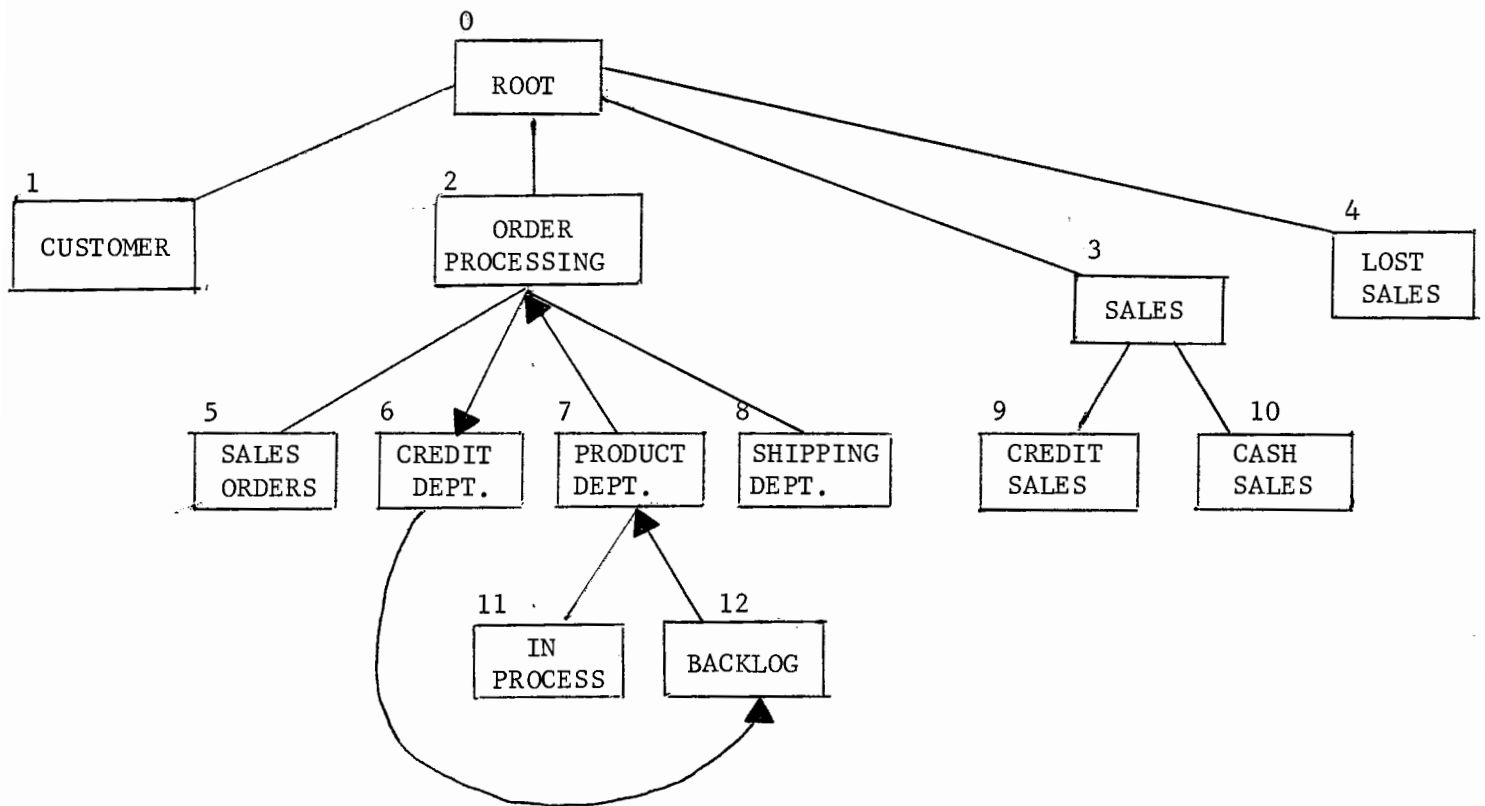 0
ROOT
1
CUSTOMER
2
ORDER
PROCESSING
3
SALES
4
LOST
SALES
5
SALES
ORDERS
6
CREDIT
DEPT.
7
PRODUCT
DEPT.
8
SHIPPING
DEPT.
9
CREDIT
SALES
10
CASH
SALES
11
IN
PROCESS
12
BACKLOG